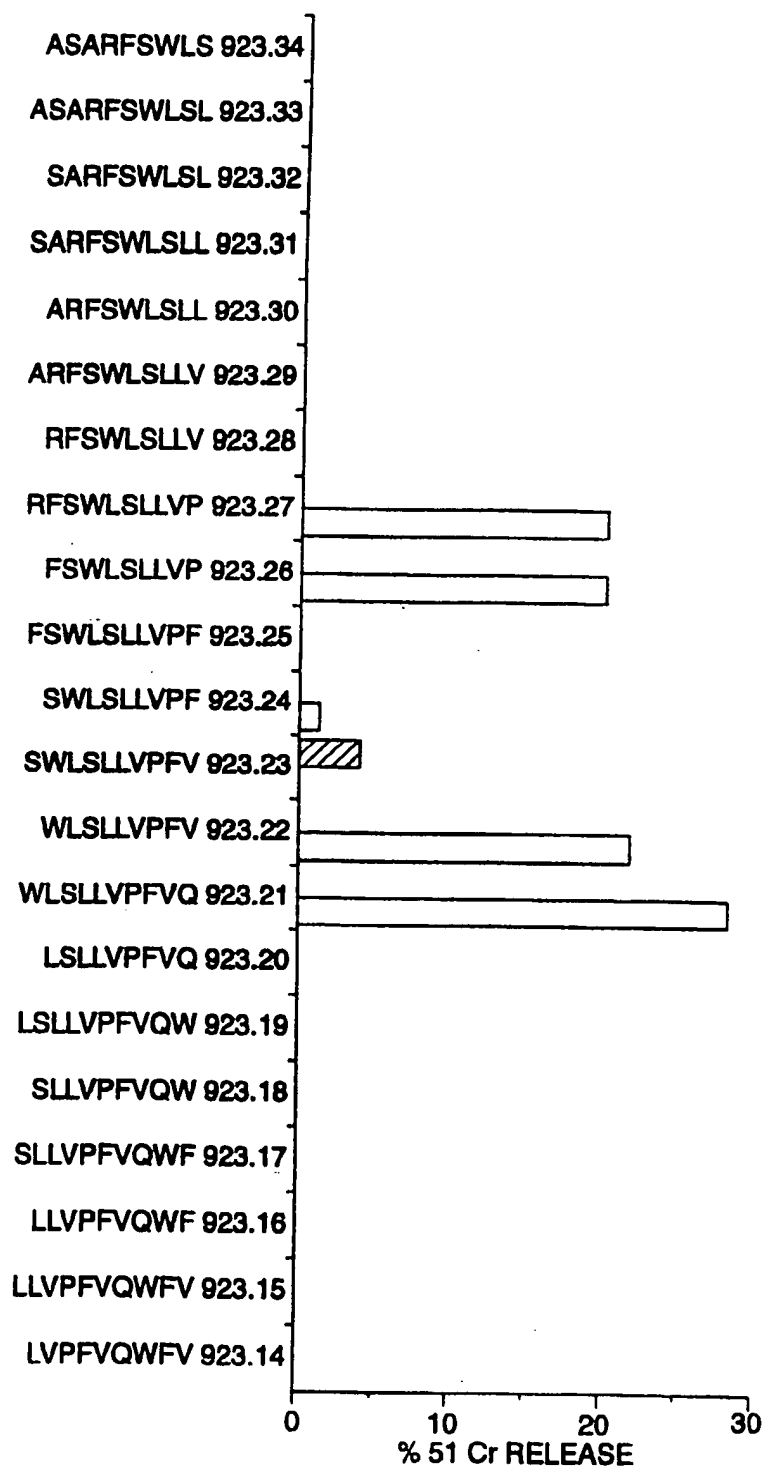 ASARFSWLS 923.34
ASARFSWLSL 923.33
SARFSWLSL 923.32
SARFSWLSLL 923.31
ARFSWLSLL 923.30
ARFSWLSLLV 923.29
RFSWLSLLV 923.28
RFSWLSLLVP 923.27
FSWLSLLVP 923.26
FSWLSLLVPF 923.25
SWLSLLVPF 923.24
SWLSLLVPFV 923.23
WLSLLVPFV 923.22
WLSLLVPFVQ 923.21
LSLLVPFVQ 923.20
LSLLVPFVQW 923.19
SLLVPFVQW 923.18
SLLVPFVQWF 923.17
LLVPFVQWF 923.16
LLVPFVQWFV 923.15
LVPFVQWFV 923.14
0 10 20 30
% 51 Cr RELEASE